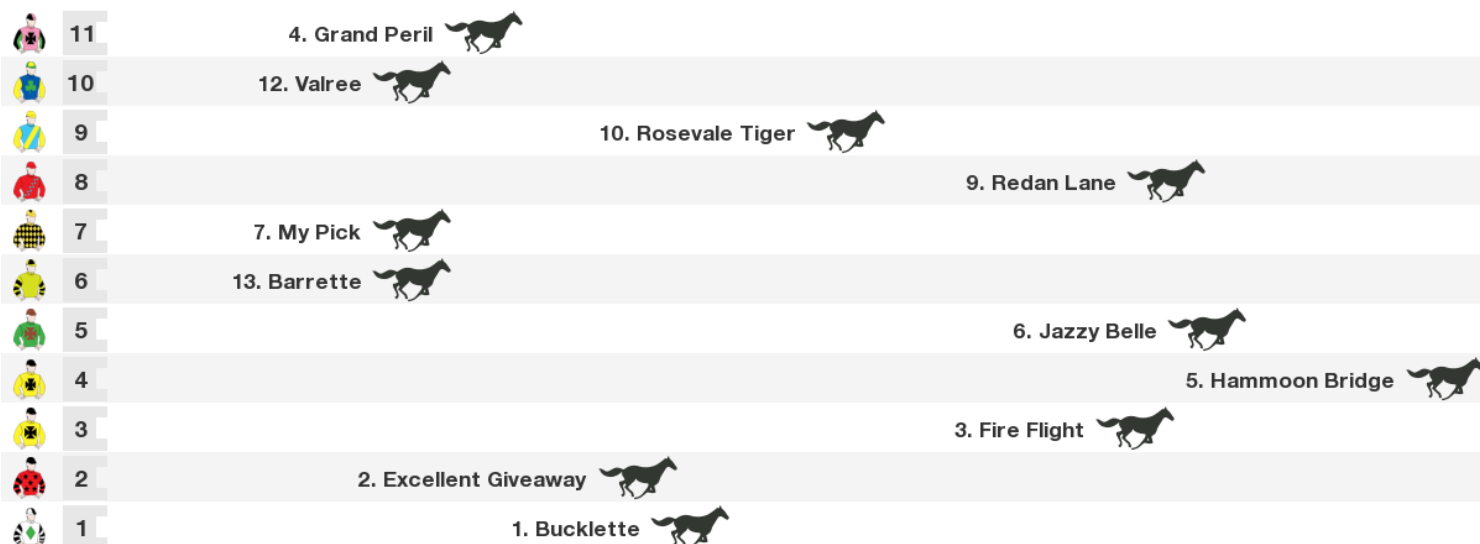 11 4. Grand Peril
10 12. Valree
9 10. Rosevale Tiger
8 9. Redan Lane
7 7. My Pick
6 13. Barrette
5 6. Jazzy Belle
4 5. Hammoon Bridge
3 3. Fire Flight
2 2. Excellent Giveaway
1 1. Bucklette